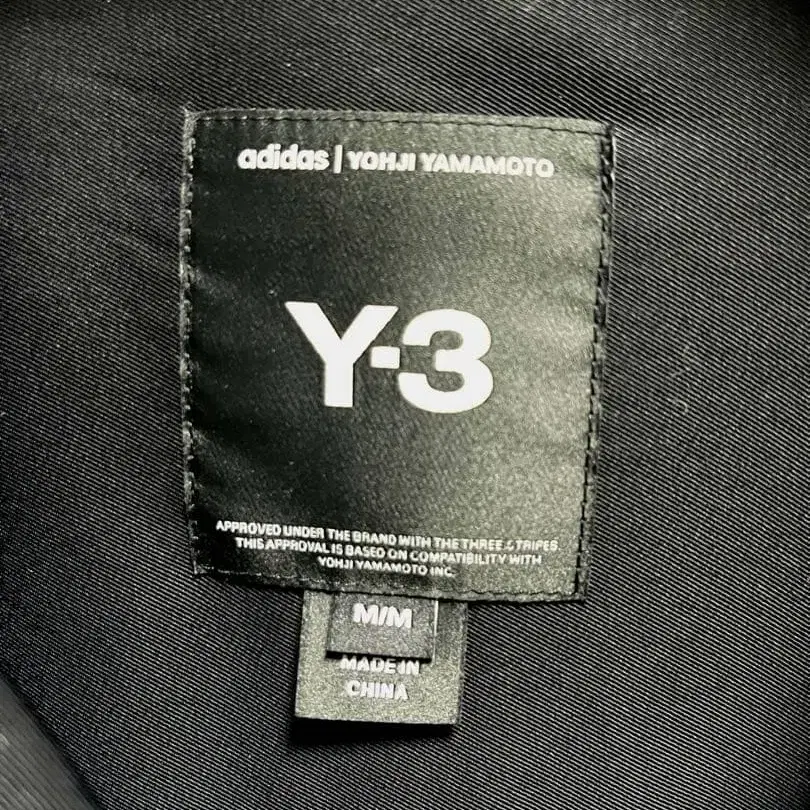 adidas | YOHJI YAMAMOTO
Y-3
APPROVED UNDER THE BRAND WITH THE THREE STRIPES.
THIS APPROVAL IS BASED ON COMPATIBILITY WITH
YOHJI YAMAMOTO INC.
M/M
MADE IN
CHINA